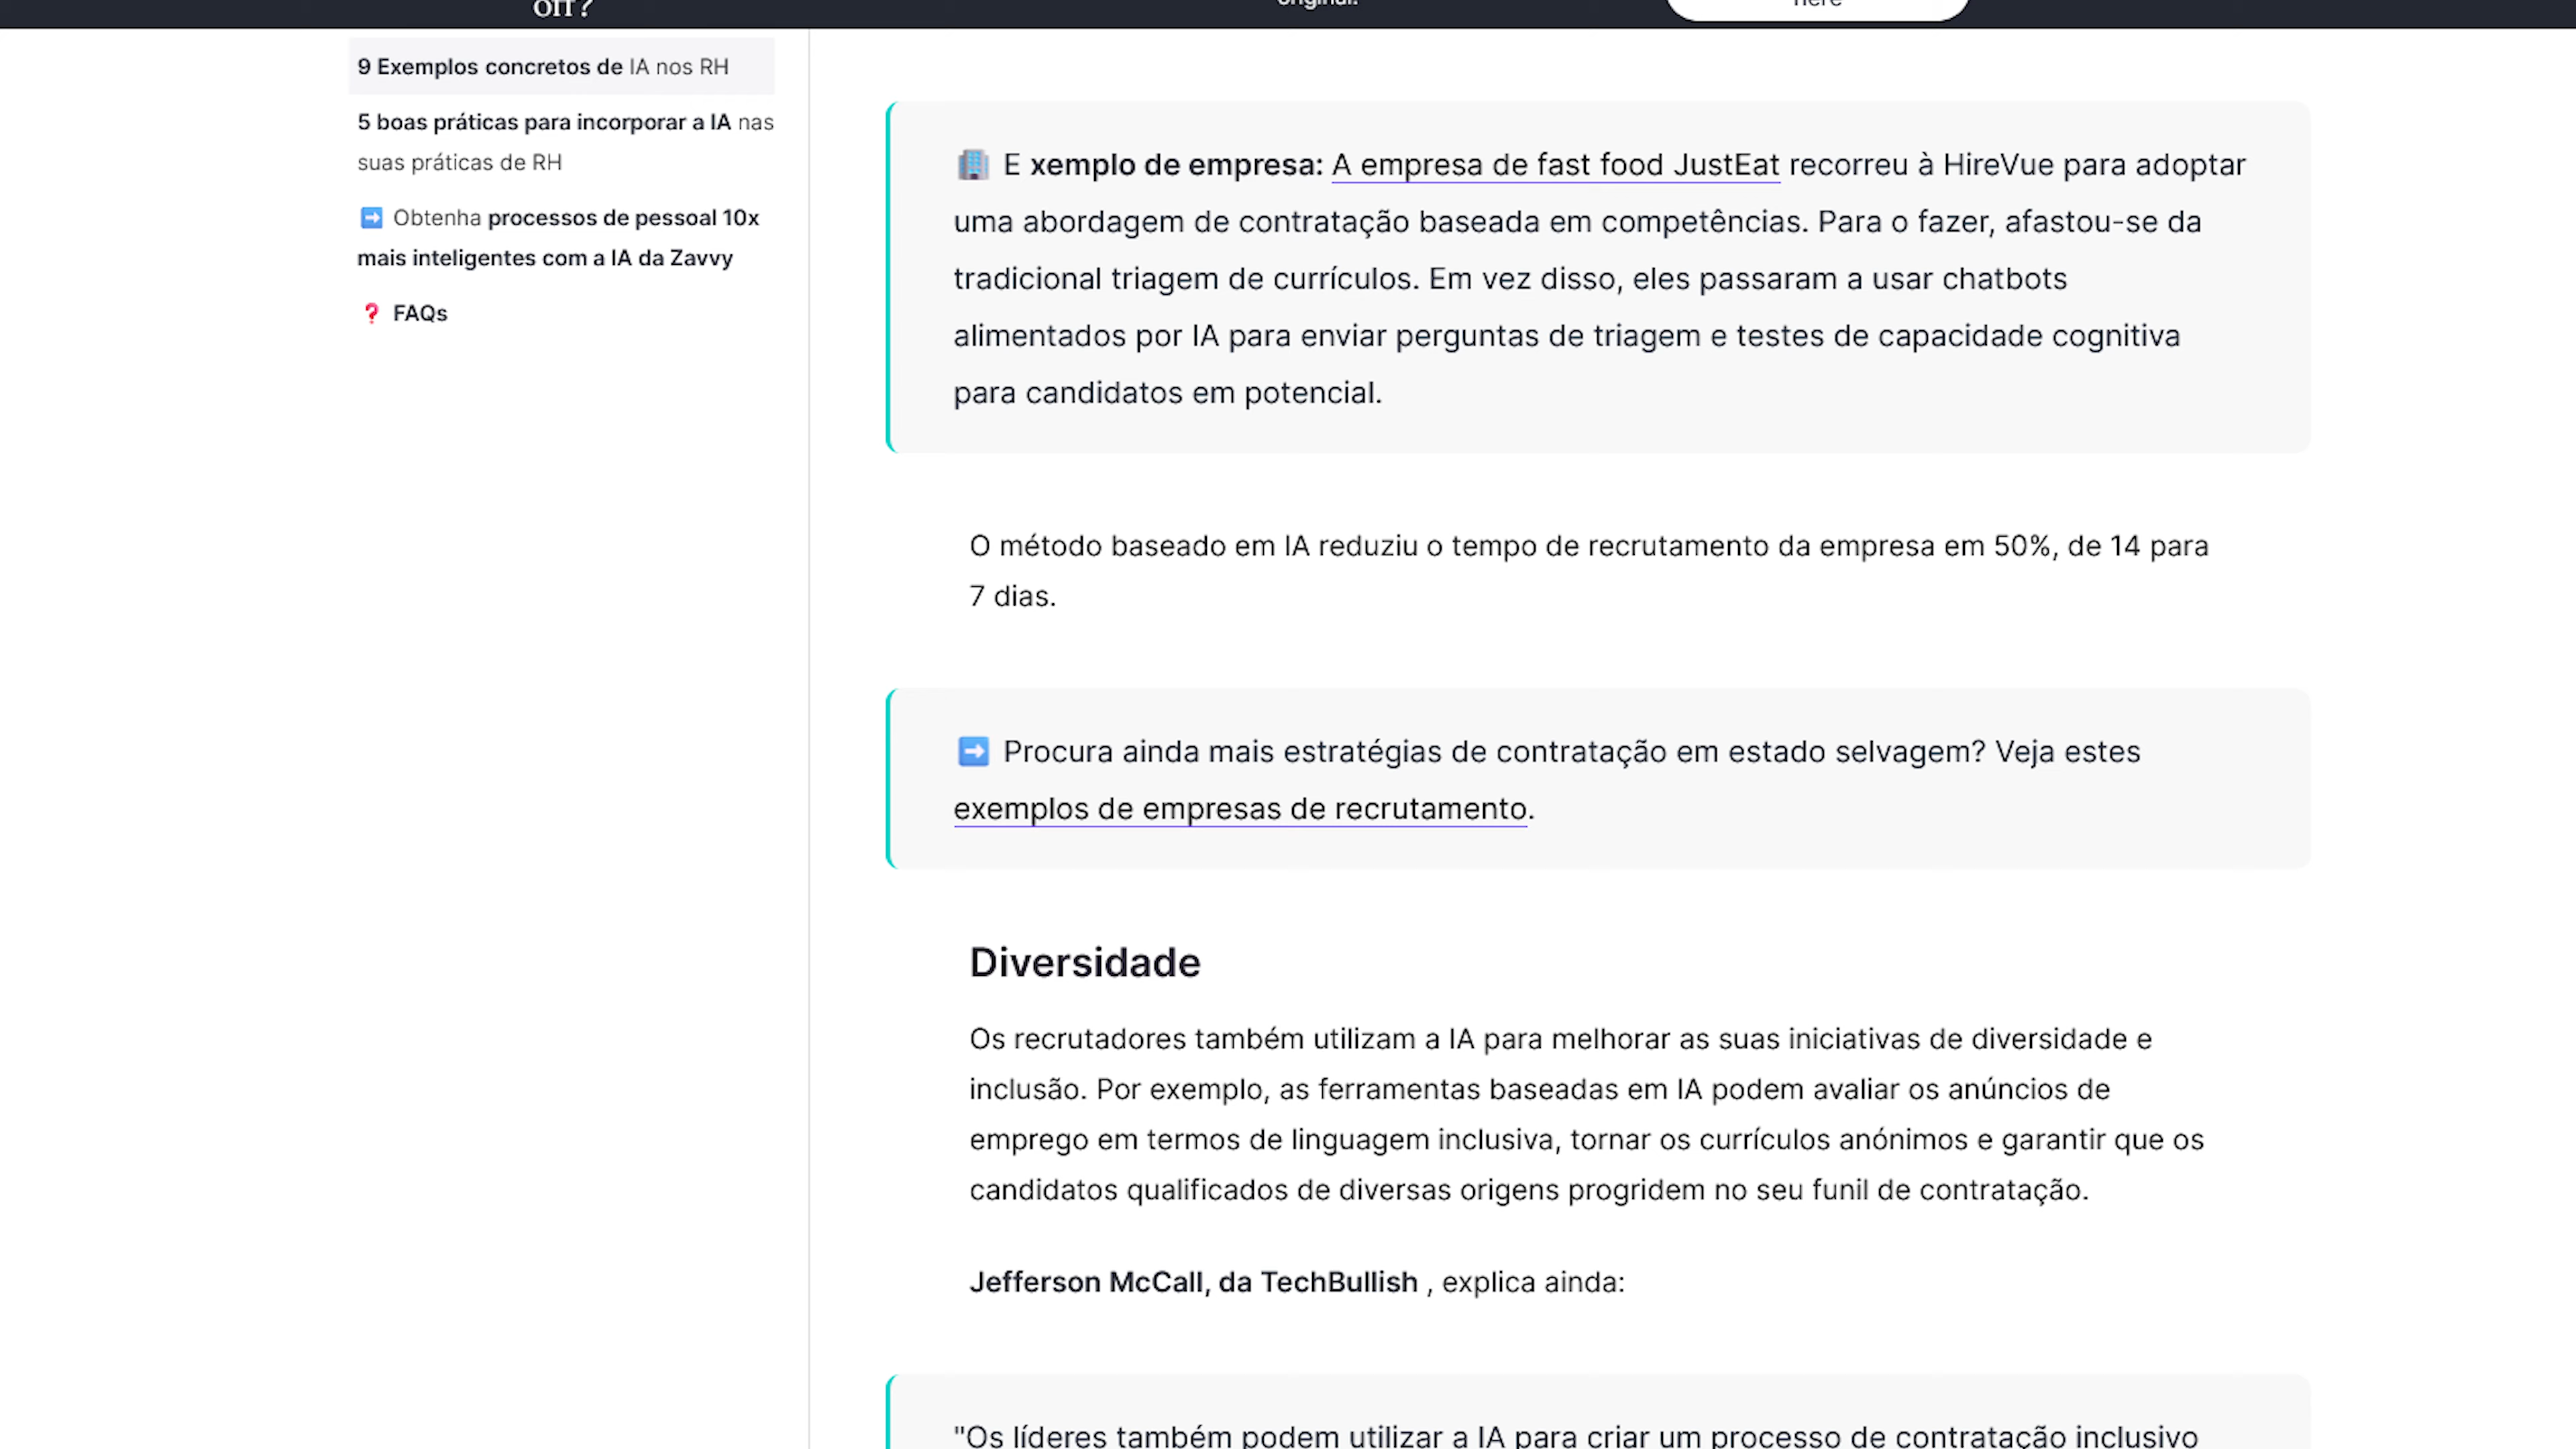 off?
original.
here
9 Exemplos concretos de IA nos RH
5 boas práticas para incorporar a IA nas
suas práticas de RH
➡️ Obtenha processos de pessoal 10x
mais inteligentes com a IA da Zavvy
❓ FAQs
🏢 E xemplo de empresa: A empresa de fast food JustEat recorreu à HireVue para adoptar
uma abordagem de contratação baseada em competências. Para o fazer, afastou-se da
tradicional triagem de currículos. Em vez disso, eles passaram a usar chatbots
alimentados por IA para enviar perguntas de triagem e testes de capacidade cognitiva
para candidatos em potencial.
O método baseado em IA reduziu o tempo de recrutamento da empresa em 50%, de 14 para
7 dias.
➡️ Procura ainda mais estratégias de contratação em estado selvagem? Veja estes
exemplos de empresas de recrutamento.
Diversidade
Os recrutadores também utilizam a IA para melhorar as suas iniciativas de diversidade e
inclusão. Por exemplo, as ferramentas baseadas em IA podem avaliar os anúncios de
emprego em termos de linguagem inclusiva, tornar os currículos anónimos e garantir que os
candidatos qualificados de diversas origens progridem no seu funil de contratação.
Jefferson McCall, da TechBullish , explica ainda:
"Os líderes também podem utilizar a IA para criar um processo de contratação inclusivo